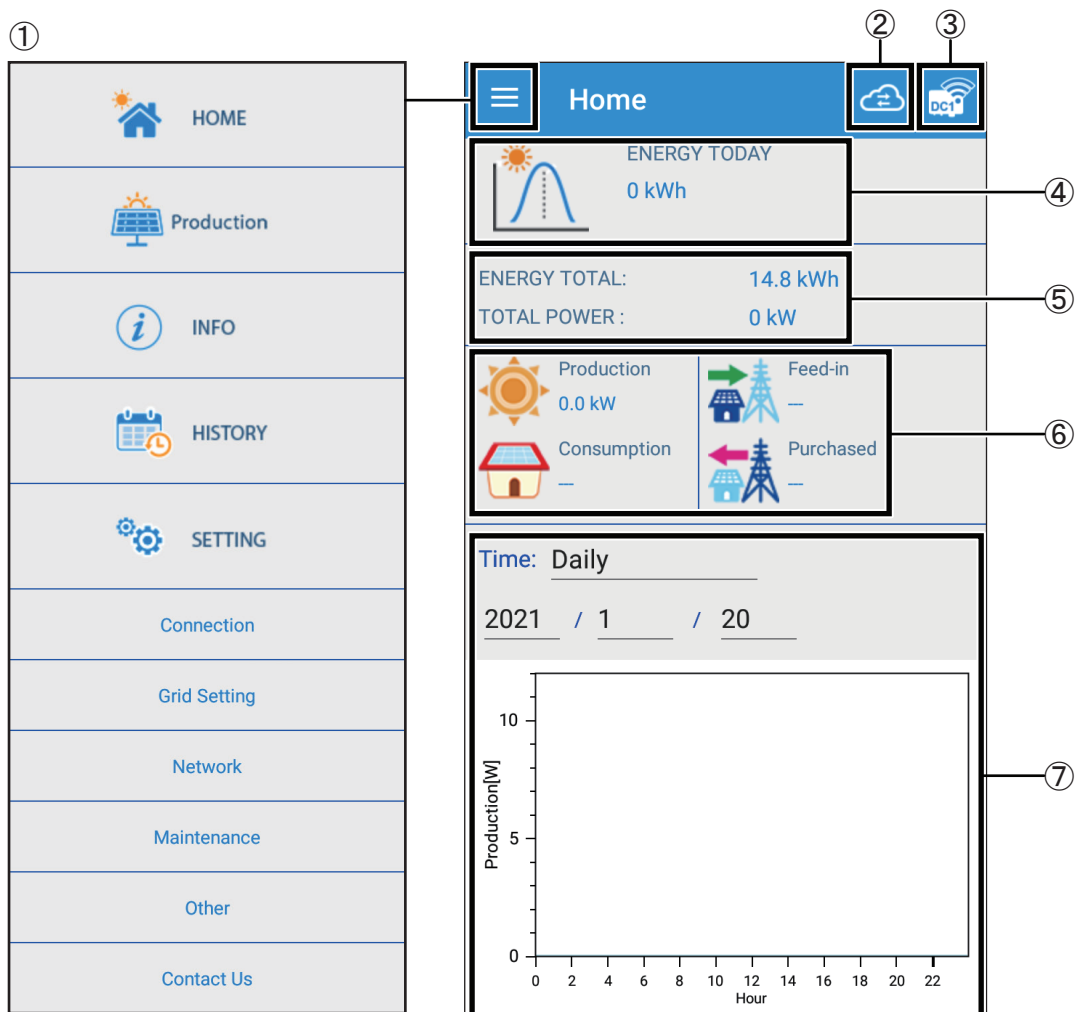 ①
HOME
Production
INFO
HISTORY
SETTING
Connection
Grid Setting
Network
Maintenance
Other
Contact Us
② ③
Home
DC1
ENERGY TODAY
0 kWh
④
ENERGY TOTAL: 14.8 kWh
TOTAL POWER : 0 kW
⑤
Production
0.0 kW
Feed-in
---
Consumption
---
Purchased
---
⑥
Time: Daily
2021 / 1 / 20
Production[W]
10
5
0
0 2 4 6 8 10 12 14 16 18 20 22
Hour
⑦